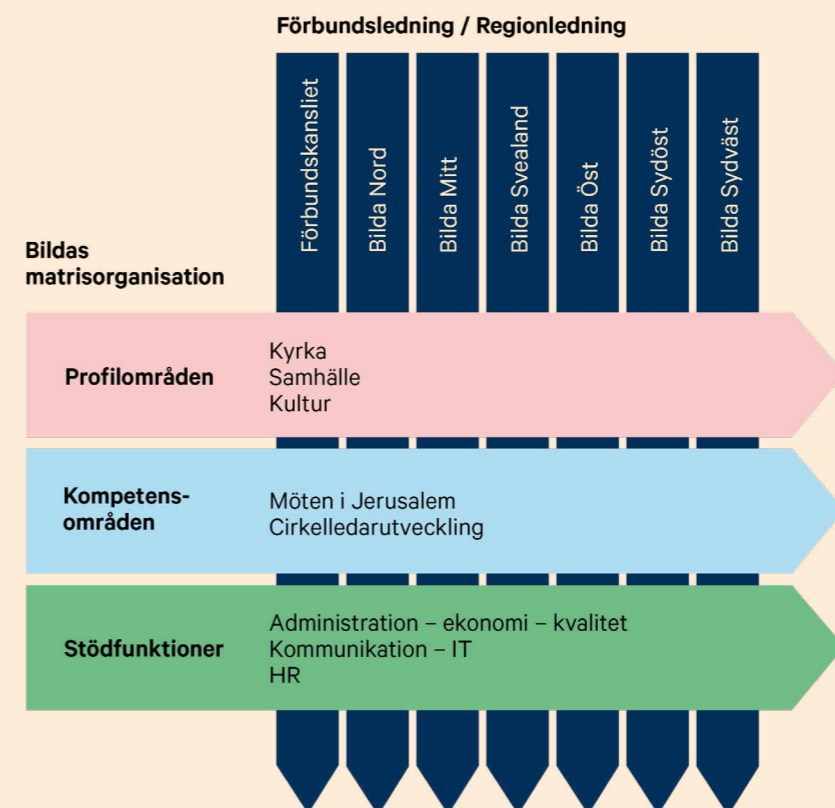 Förbundsledning / Regionledning
Förbundskansliet
Bilda Nord
Bilda Mitt
Bilda Svealand
Bilda Öst
Bilda Sydöst
Bilda Sydväst
Bildas
matrisorganisation
Profilområden
Kyrka
Samhälle
Kultur
Kompetens-
områden
Möten i Jerusalem
Cirkelledarutveckling
Stödfunktioner
Administration – ekonomi – kvalitet
Kommunikation – IT
HR